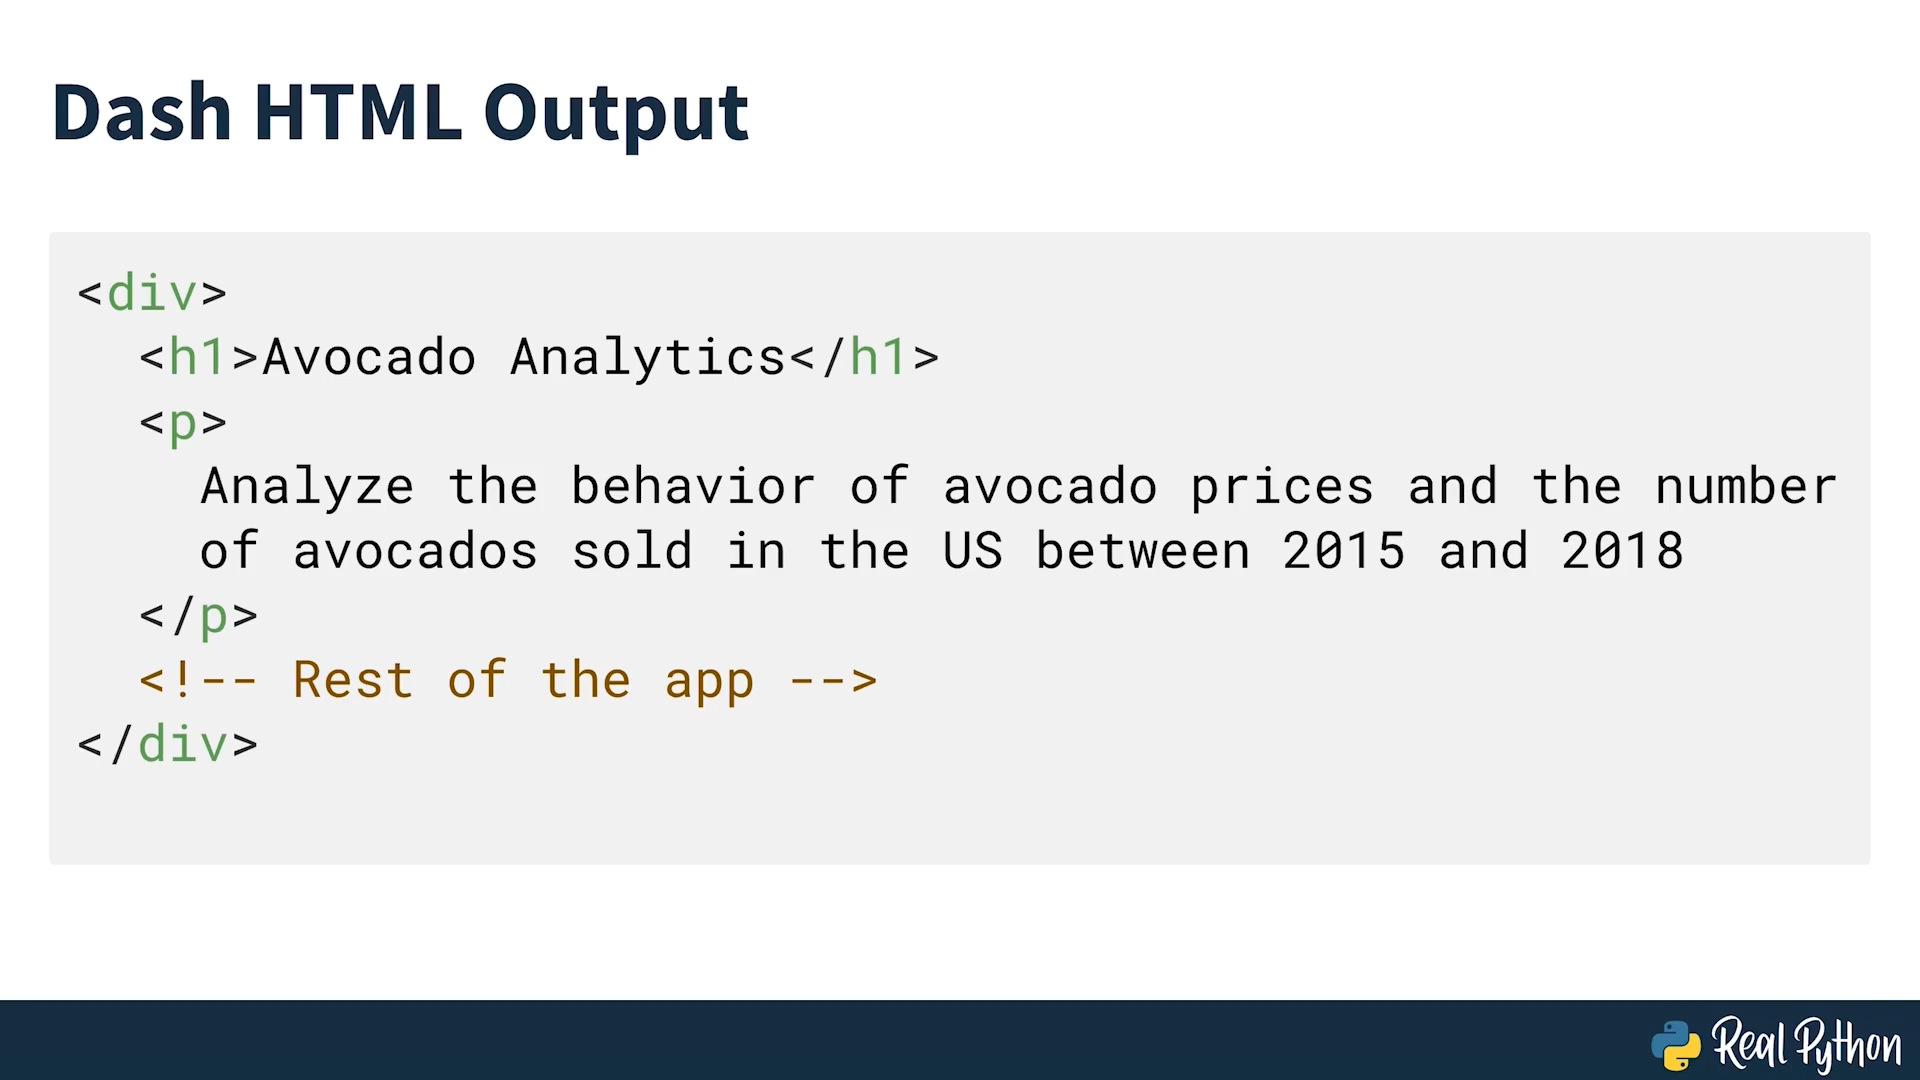 Dash HTML Output
<div>
<h1>Avocado Analytics</h1>
<p>
Analyze the behavior of avocado prices and the number
of avocados sold in the US between 2015 and 2018
</p>
<!-- Rest of the app -->
</div>
Real Python